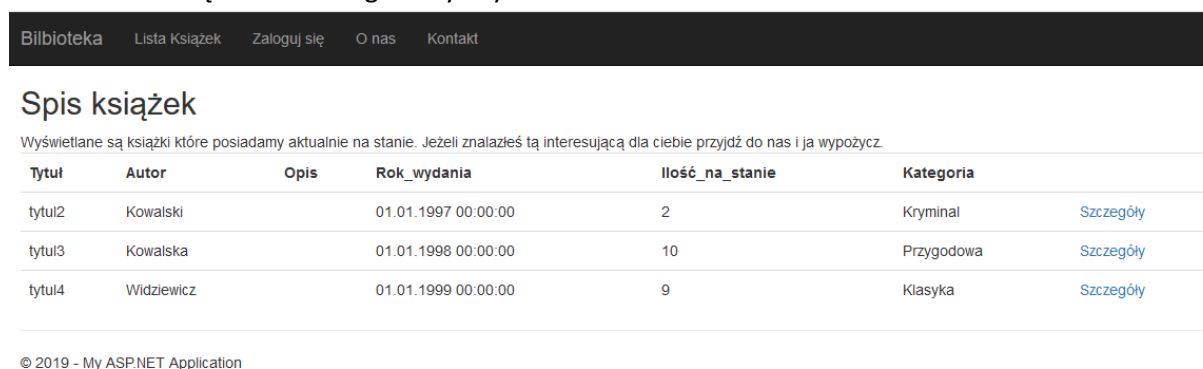 Bilbioteka Lista Książek Zaloguj się O nas Kontakt
Spis książek
Wyświetlane są książki które posiadamy aktualnie na stanie. Jeżeli znalazłeś tą interesującą dla ciebie przyjdź do nas i ja wypożycz.
Tytuł Autor Opis Rok_wydania Ilość_na_stanie Kategoria
tytul2 Kowalski 01.01.1997 00:00:00 2 Kryminal Szczegóły
tytul3 Kowalska 01.01.1998 00:00:00 10 Przygodowa Szczegóły
tytul4 Widziewicz 01.01.1999 00:00:00 9 Klasyka Szczegóły
© 2019 - My ASP.NET Application